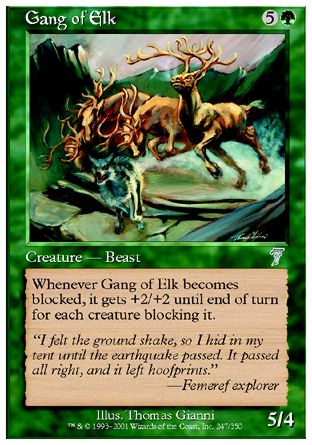 Gang of Elk 5
Creature — Beast
Whenever Gang of Elk becomes
blocked, it gets +2/+2 until end of turn
for each creature blocking it.
"I felt the ground shake, so I hid in my
tent until the earthquake passed. It passed
all right, and it left hoofprints."
—Femeref explorer
Illus. Thomas Gianni
™ & © 1993–2001 Wizards of the Coast, Inc. 247/350
5/4